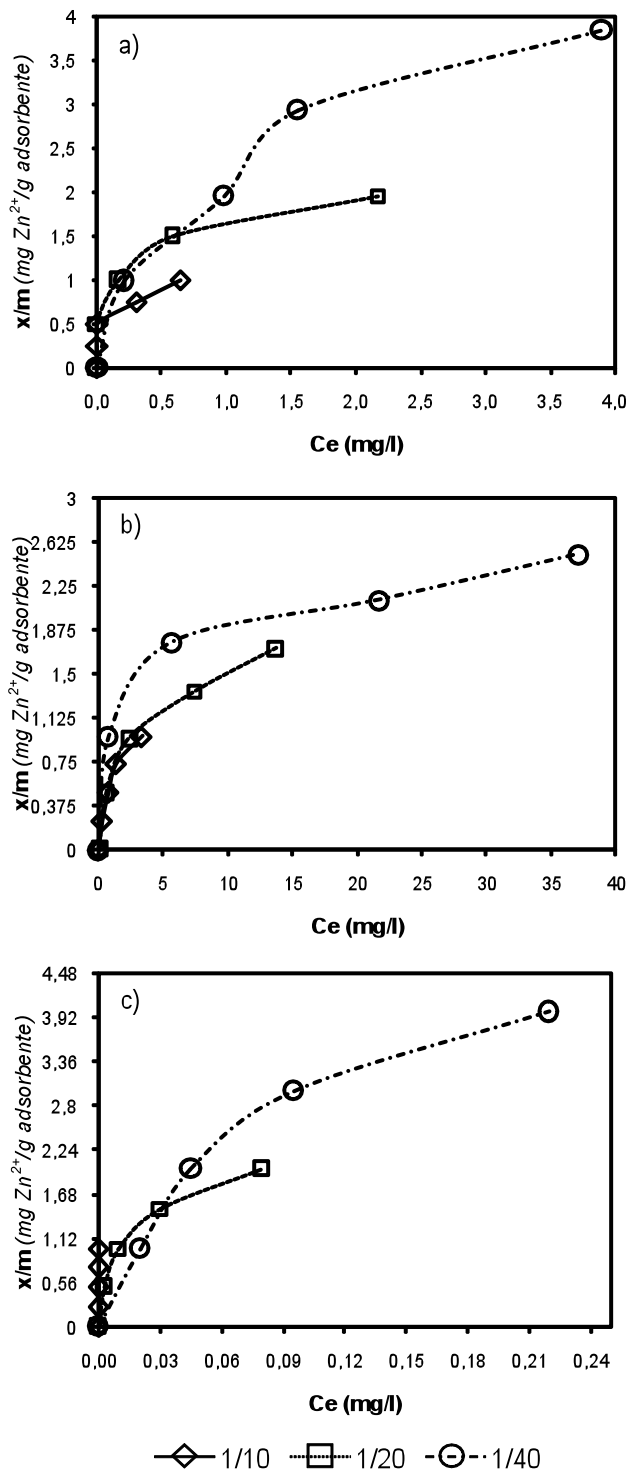 a)
x/m (mg Zn2+/g adsorbente)
4
3,5
3
2,5
2
1,5
1
0,5
0
0,0 0,5 1,0 1,5 2,0 2,5 3,0 3,5 4,0
Ce (mg/l)
b)
x/m (mg Zn2+/g adsorbente)
3
2,625
2,25
1,875
1,5
1,125
0,75
0,375
0
0 5 10 15 20 25 30 35 40
Ce (mg/l)
c)
x/m (mg Zn2+/g adsorbente)
4,48
3,92
3,36
2,8
2,24
1,68
1,12
0,56
0
0,00 0,03 0,06 0,09 0,12 0,15 0,18 0,21 0,24
Ce (mg/l)
1/10 1/20 1/40